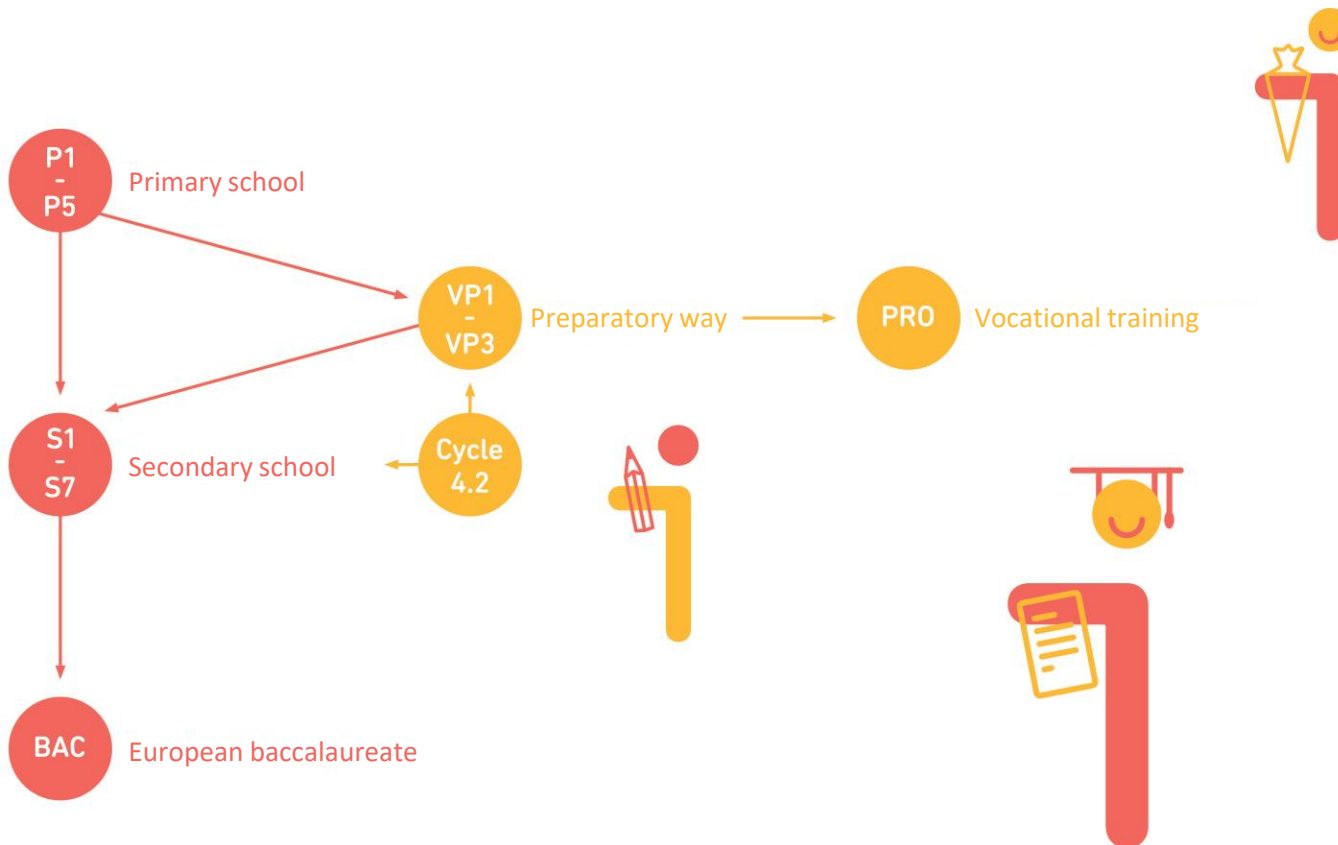 P1
-
P5
Primary school
VP1
-
VP3
Preparatory way
PRO
Vocational training
S1
-
S7
Secondary school
Cycle
4.2
BAC
European baccalaureate